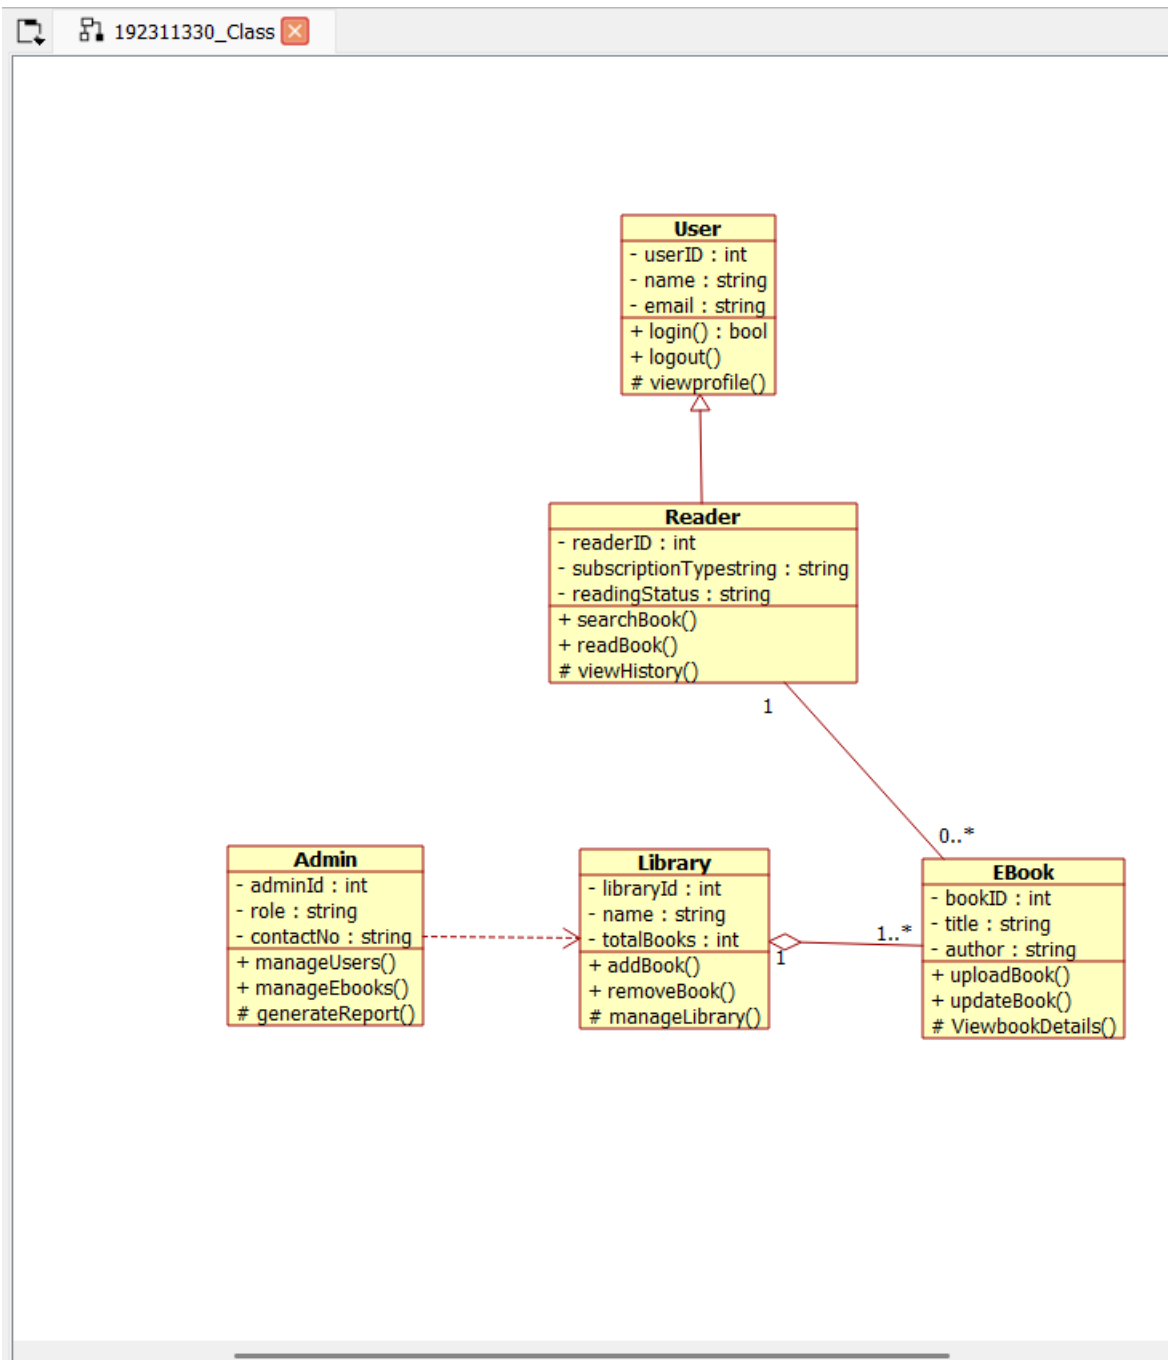 192311330_Class
User
- userID : int
- name : string
- email : string
+ login() : bool
+ logout()
# viewprofile()
Reader
- readerID : int
- subscriptionTypestring : string
- readingStatus : string
+ searchBook()
+ readBook()
# viewHistory()
1
0..*
Admin
- adminId : int
- role : string
- contactNo : string
+ manageUsers()
+ manageEbooks()
# generateReport()
Library
- libraryId : int
- name : string
- totalBooks : int
+ addBook()
+ removeBook()
# manageLibrary()
1
1..*
EBook
- bookID : int
- title : string
- author : string
+ uploadBook()
+ updateBook()
# ViewbookDetails()